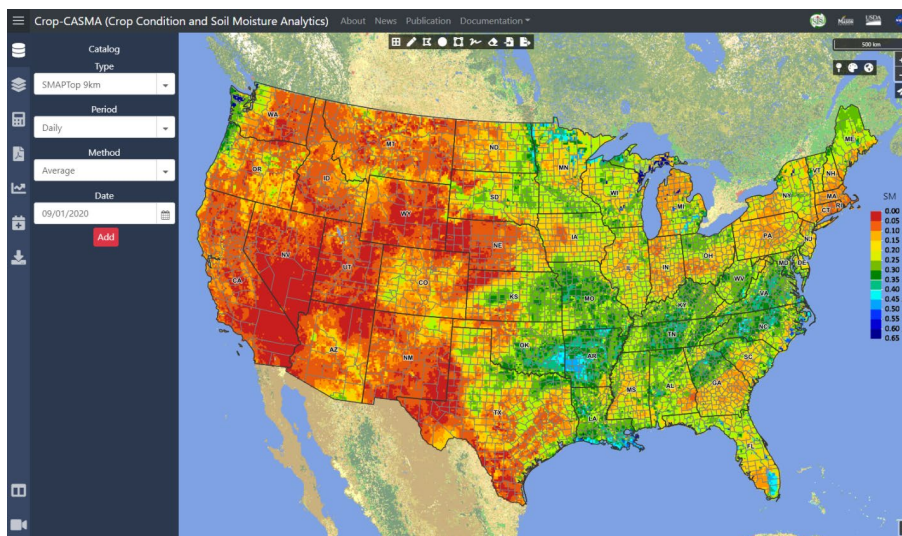 Crop-CASMA (Crop Condition and Soil Moisture Analytics) About News Publication Documentation
USDA
Catalog
Type
SMAPTop 9km
Period
Daily
Method
Average
Date
09/01/2020
Add
500 km
WA
MT
ND
MN
ME
OR
ID
SD
WI
MI
VT
NH
NY
MA
CT
RI
WY
IA
NE
PA
NJ
OH
IN
MD
DE
NV
UT
CO
WV
VA
CA
KS
MO
KY
NC
TN
AZ
NM
OK
AR
SC
MS
AL
GA
TX
LA
FL
SM
0.00
0.05
0.10
0.15
0.20
0.25
0.30
0.35
0.40
0.45
0.50
0.55
0.60
0.65